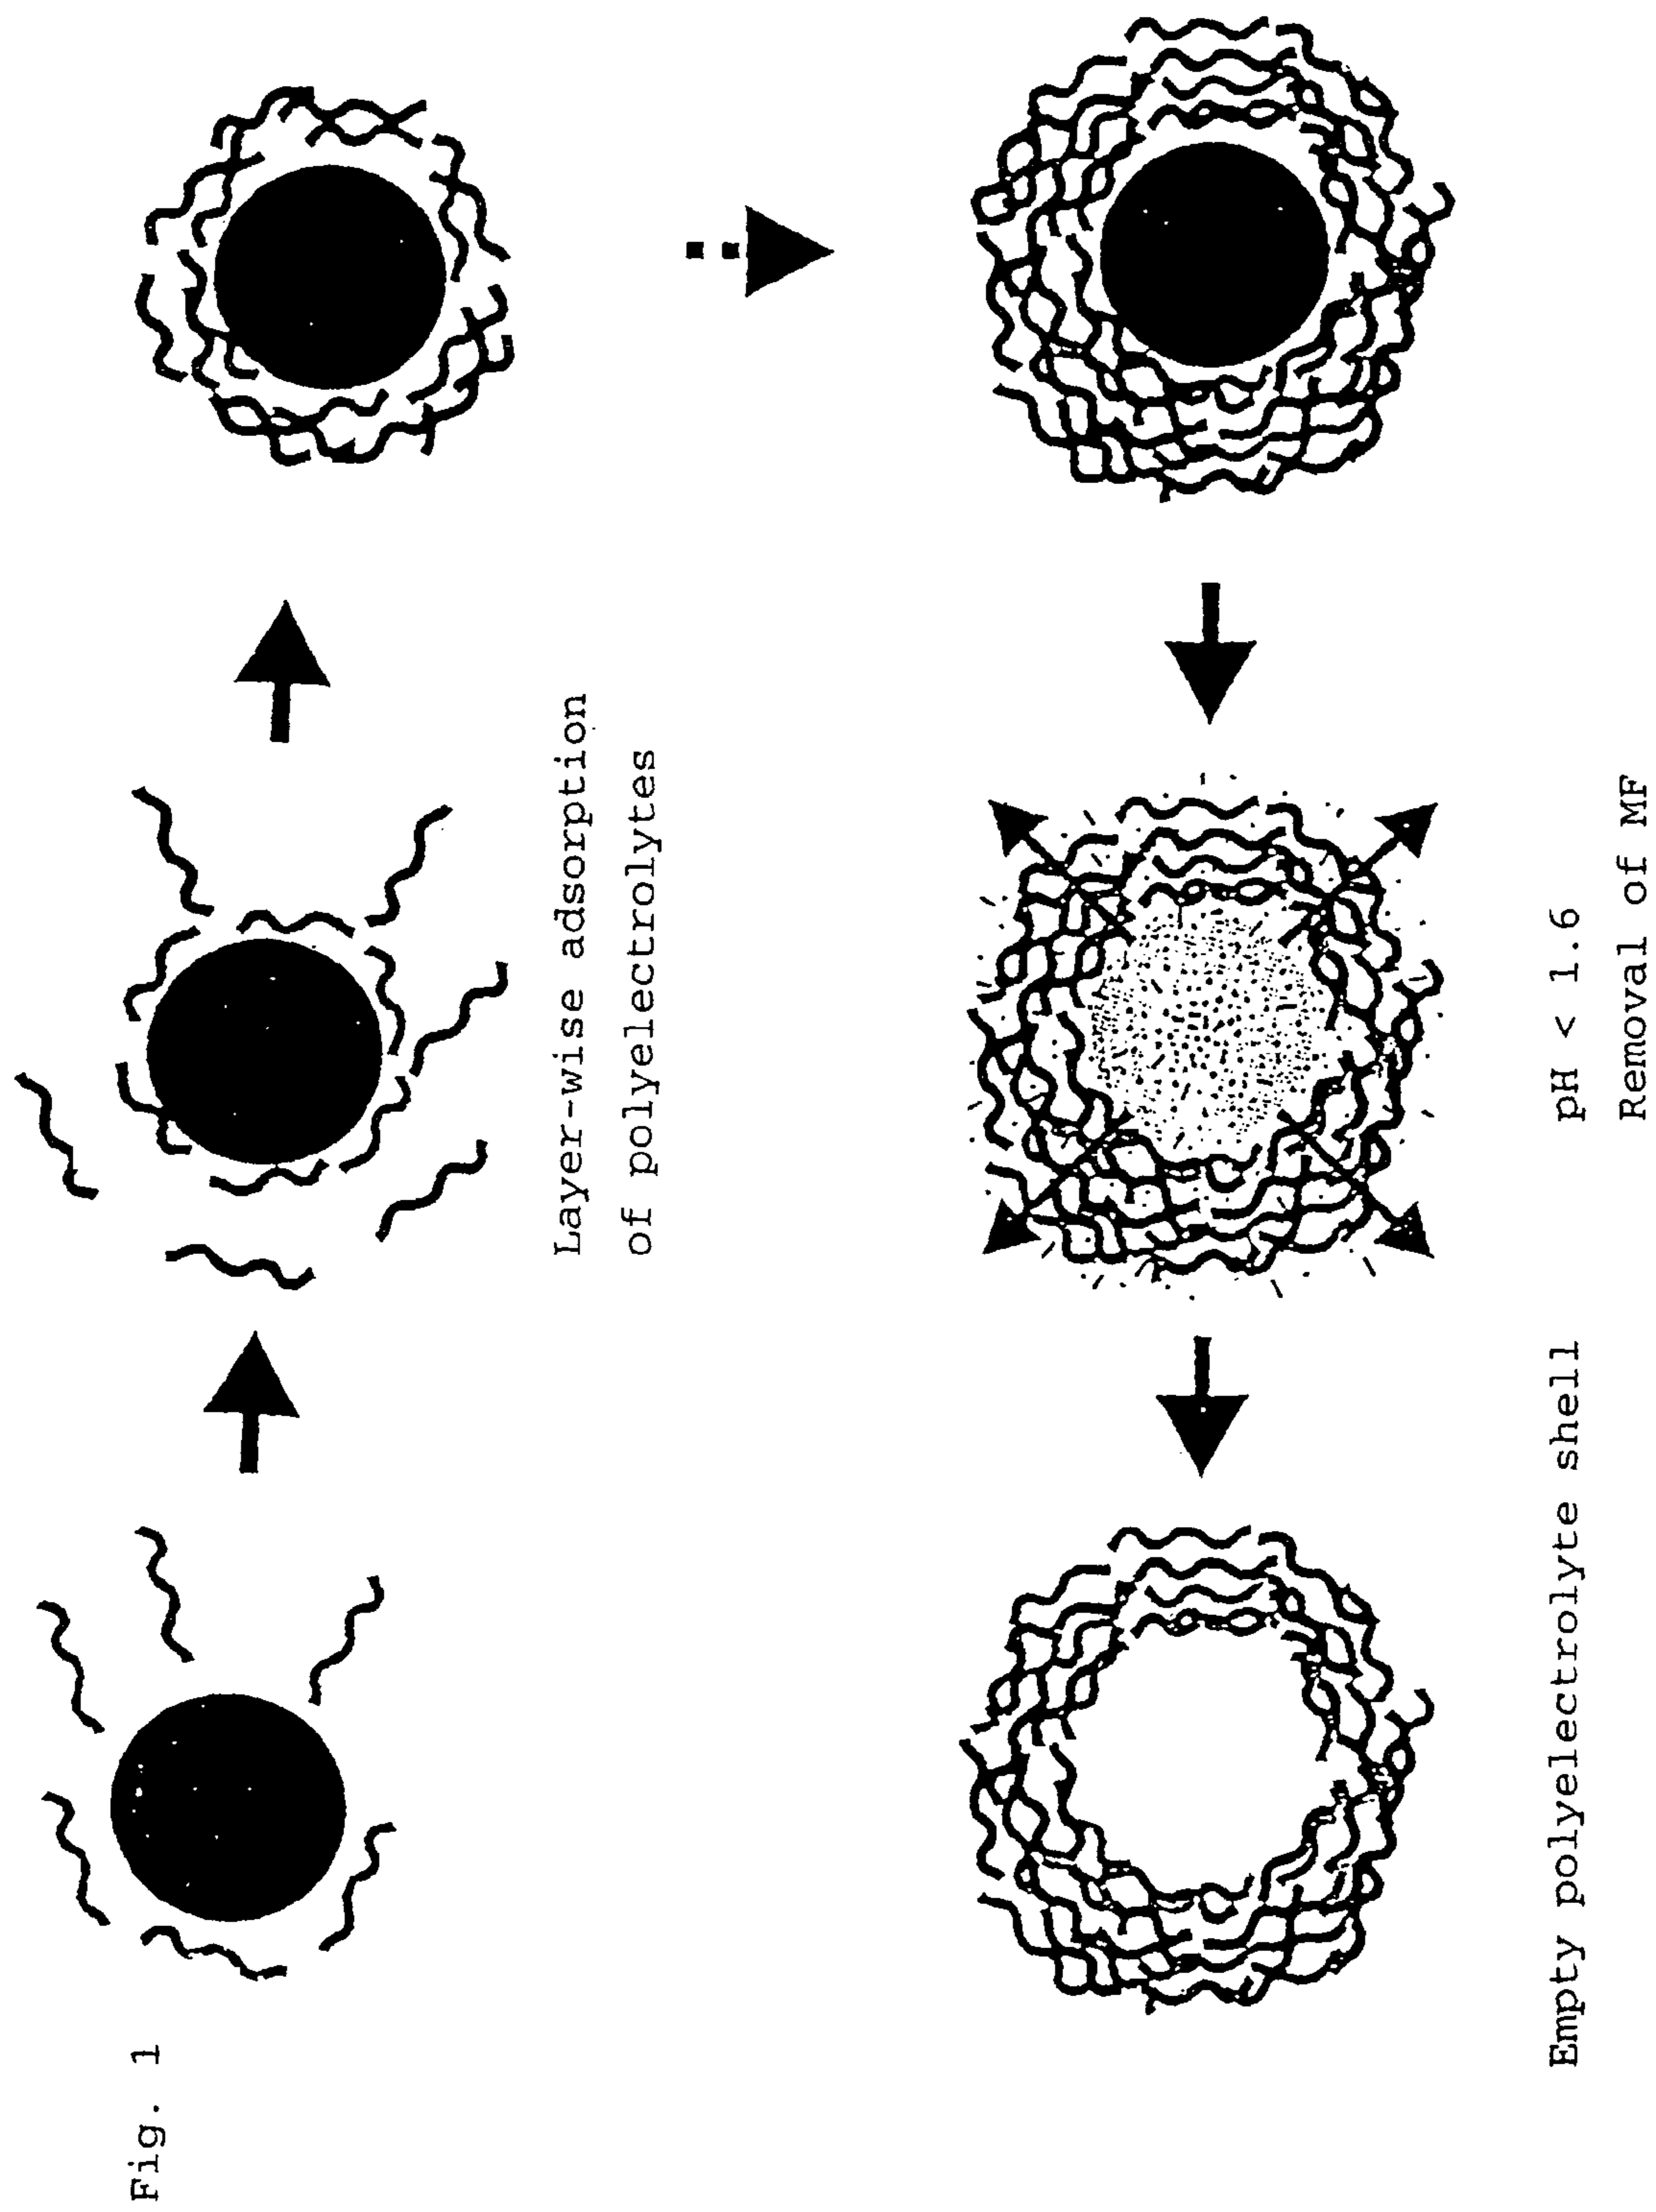 Fig. 1
Layer-wise adsorption
of polyelectrolytes
Empty polyelectrolyte shell
pH < 1.6
Removal of MF